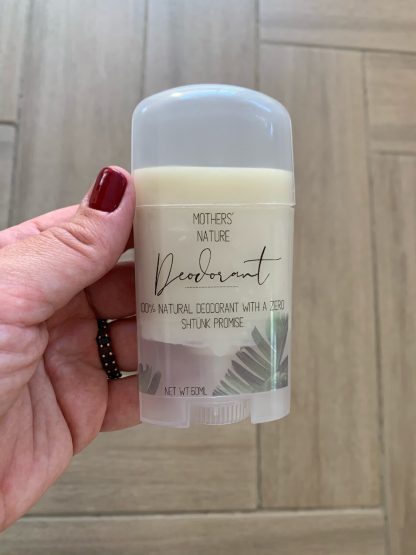 MOTHERS'
NATURE
Deodorant
100% NATURAL DEODORANT WITH A ZERO
SHTUNK PROMISE
NET WT:50ML